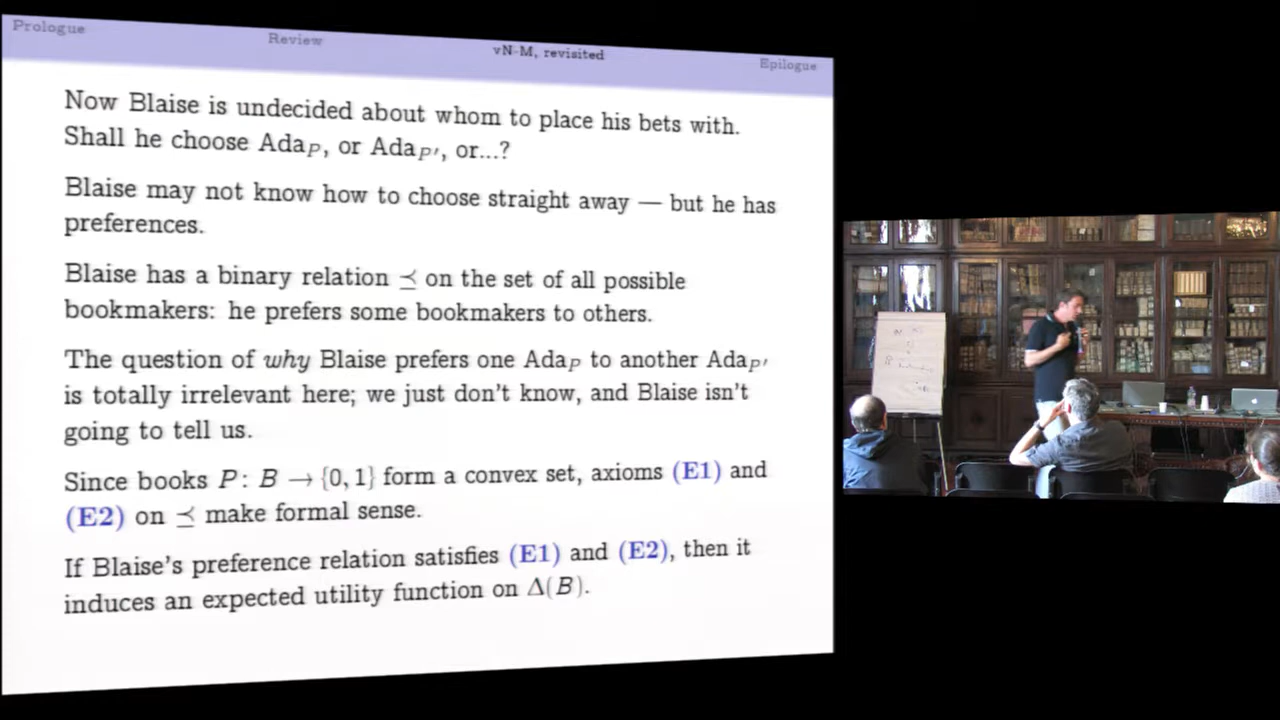 Prologue
Review
vN-M, revisited
Epilogue
Now Blaise is undecided about whom to place his bets with.
Shall he choose Ada_P, or Ada_P′, or...?
Blaise may not know how to choose straight away — but he has
preferences.
Blaise has a binary relation ⪯ on the set of all possible
bookmakers: he prefers some bookmakers to others.
The question of why Blaise prefers one Ada_P to another Ada_P′
is totally irrelevant here; we just don't know, and Blaise isn't
going to tell us.
Since books P: B → {0, 1} form a convex set, axioms (E1) and
(E2) on ⪯ make formal sense.
If Blaise's preference relation satisfies (E1) and (E2), then it
induces an expected utility function on Δ(B).